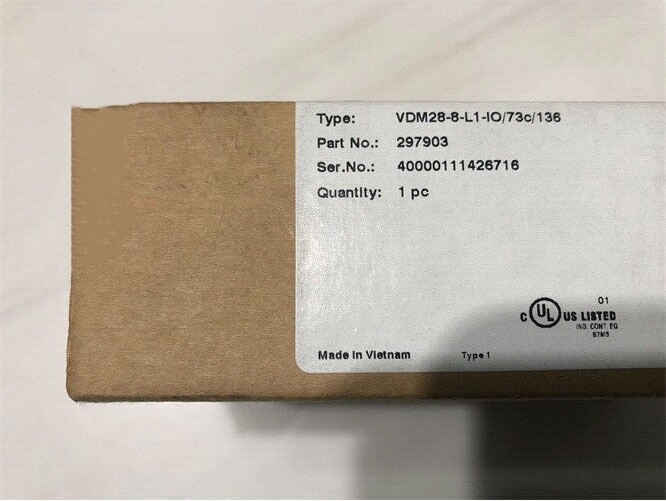 Type: VDM28-8-L1-IO/73c/136
Part No.: 297903
Ser.No.: 40000111426716
Quantity: 1 pc
01
C UL US LISTED
IND. CONT. EQ
67M5
Made in Vietnam Type 1